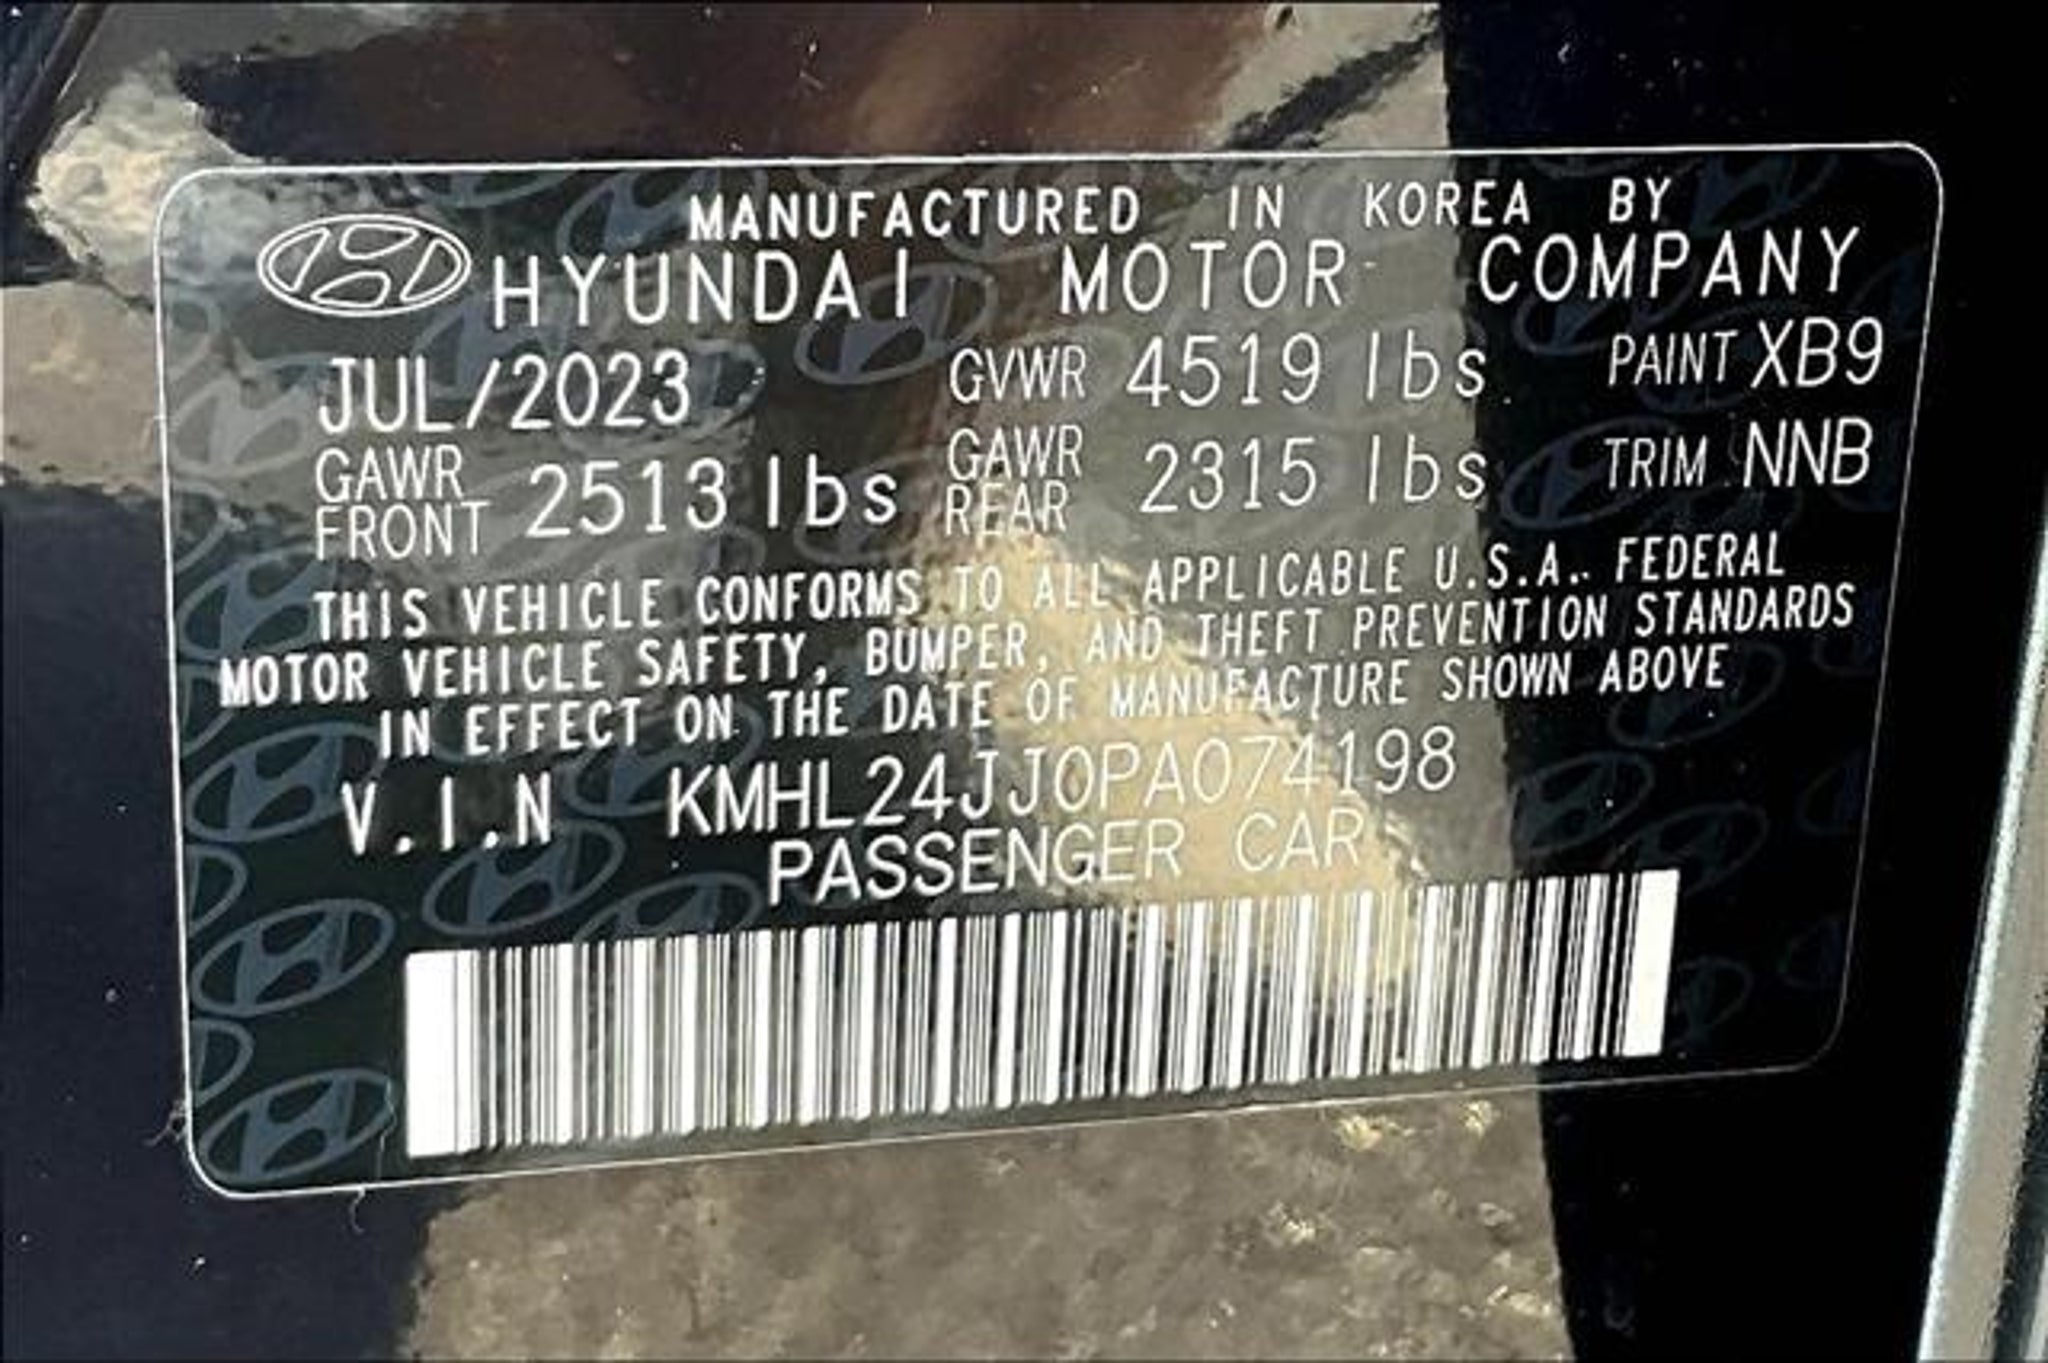 MANUFACTURED IN KOREA BY
HYUNDAI MOTOR COMPANY
JUL/2023 GVWR 4519 lbs PAINT XB9
GAWR FRONT 2513 lbs GAWR REAR 2315 lbs TRIM NNB
THIS VEHICLE CONFORMS TO ALL APPLICABLE U.S.A. FEDERAL
MOTOR VEHICLE SAFETY, BUMPER, AND THEFT PREVENTION STANDARDS
IN EFFECT ON THE DATE OF MANUFACTURE SHOWN ABOVE
V.I.N KMHL24JJ0PA074198
PASSENGER CAR